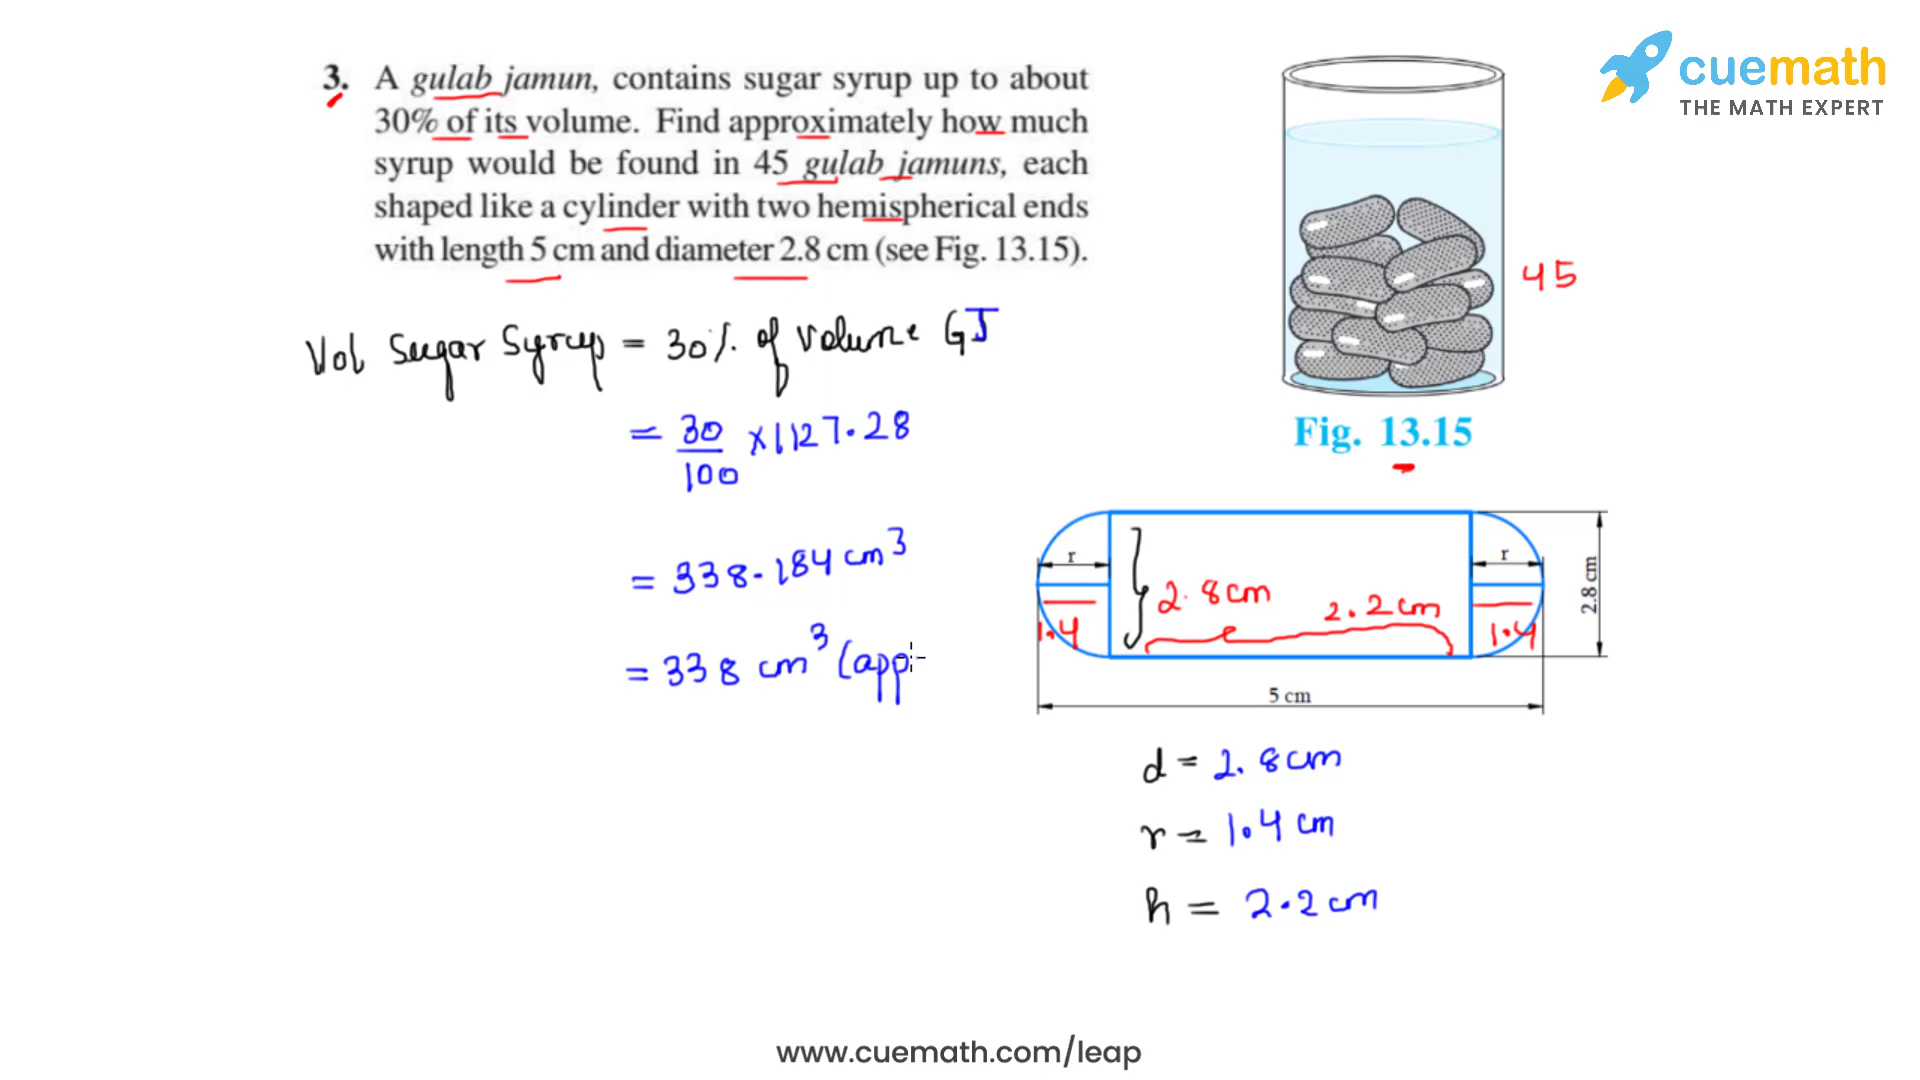 3. A gulab jamun, contains sugar syrup up to about
30% of its volume. Find approximately how much
syrup would be found in 45 gulab jamuns, each
shaped like a cylinder with two hemispherical ends
with length 5 cm and diameter 2.8 cm (see Fig. 13.15).
cuemath
THE MATH EXPERT
45
Fig. 13.15
Vol Sugar Syrup = 30% of Volume GJ
= 30/100 × 1127.28
= 338.184 cm³
= 338 cm³ (app
r
r
2.8 cm
2.8 cm
2.2 cm
1.4
1.4
5 cm
d = 2.8 cm
r = 1.4 cm
h = 2.2 cm
www.cuemath.com/leap